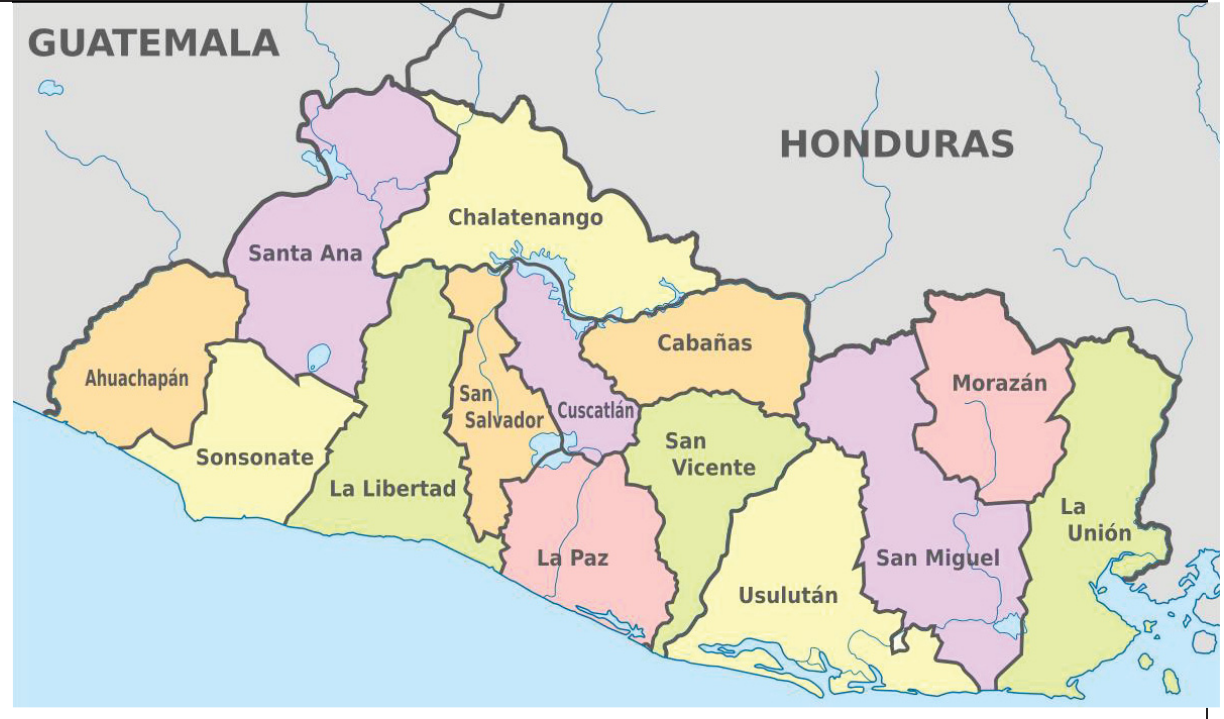 GUATEMALA
HONDURAS
Chalatenango
Santa Ana
Cabañas
Ahuachapán
Morazán
San
Salvador
Cuscatlán
San
Vicente
Sonsonate
La Libertad
La
Unión
La Paz
San Miguel
Usulután